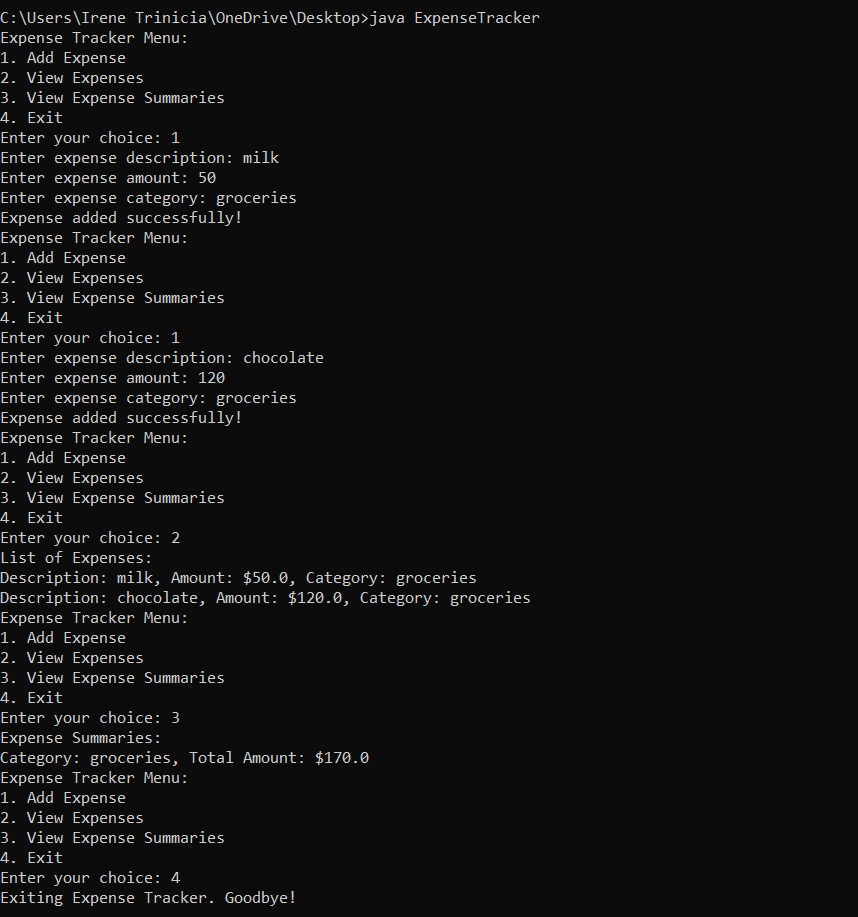 C:\Users\Irene Trinicia\OneDrive\Desktop>java ExpenseTracker
Expense Tracker Menu:
1. Add Expense
2. View Expenses
3. View Expense Summaries
4. Exit
Enter your choice: 1
Enter expense description: milk
Enter expense amount: 50
Enter expense category: groceries
Expense added successfully!
Expense Tracker Menu:
1. Add Expense
2. View Expenses
3. View Expense Summaries
4. Exit
Enter your choice: 1
Enter expense description: chocolate
Enter expense amount: 120
Enter expense category: groceries
Expense added successfully!
Expense Tracker Menu:
1. Add Expense
2. View Expenses
3. View Expense Summaries
4. Exit
Enter your choice: 2
List of Expenses:
Description: milk, Amount: $50.0, Category: groceries
Description: chocolate, Amount: $120.0, Category: groceries
Expense Tracker Menu:
1. Add Expense
2. View Expenses
3. View Expense Summaries
4. Exit
Enter your choice: 3
Expense Summaries:
Category: groceries, Total Amount: $170.0
Expense Tracker Menu:
1. Add Expense
2. View Expenses
3. View Expense Summaries
4. Exit
Enter your choice: 4
Exiting Expense Tracker. Goodbye!